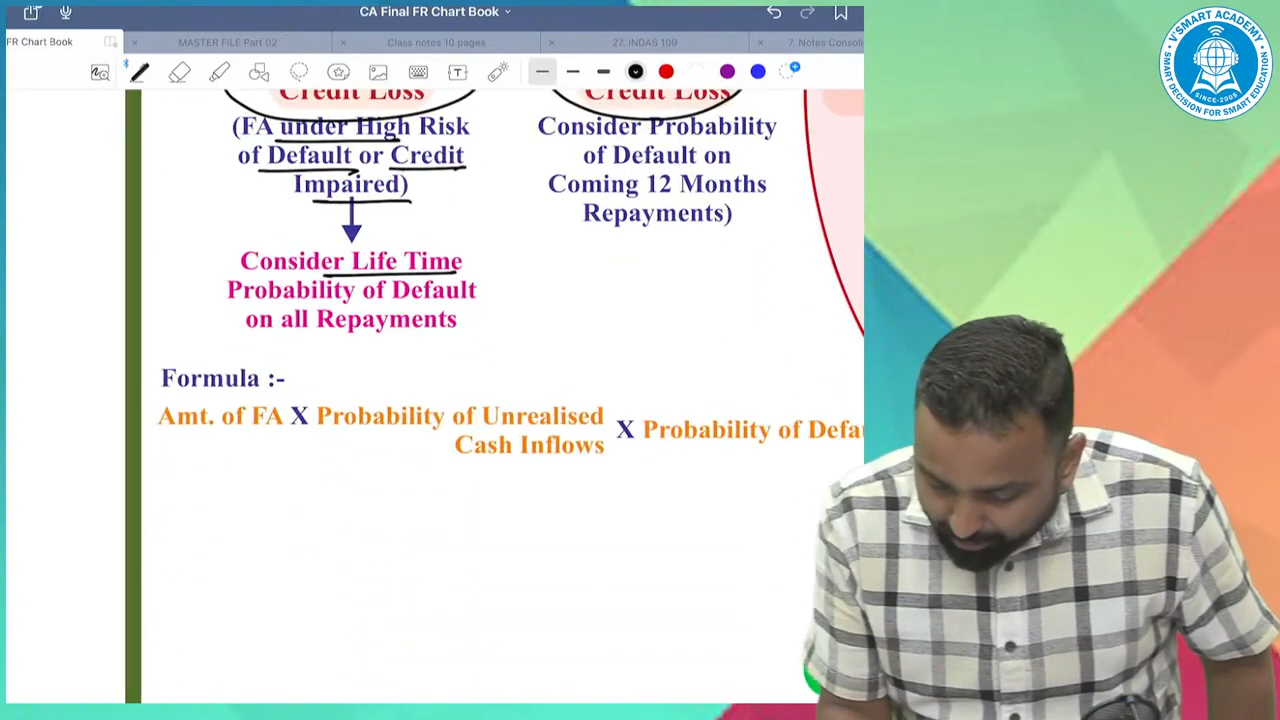 CA Final FR Chart Book
FR Chart Book
MASTER FILE Part 02
Class notes 10 pages
27. INDAS 109
7. Notes Consoli
Credit Loss
(FA under High Risk
of Default or Credit
Impaired)
Consider Life Time
Probability of Default
on all Repayments
Credit Loss
Consider Probability
of Default on
Coming 12 Months
Repayments)
Formula :-
Amt. of FA X Probability of Unrealised
Cash Inflows
X Probability of Defau
V'SMART ACADEMY
SINCE-2005
SMART DECISION FOR SMART EDUCATION